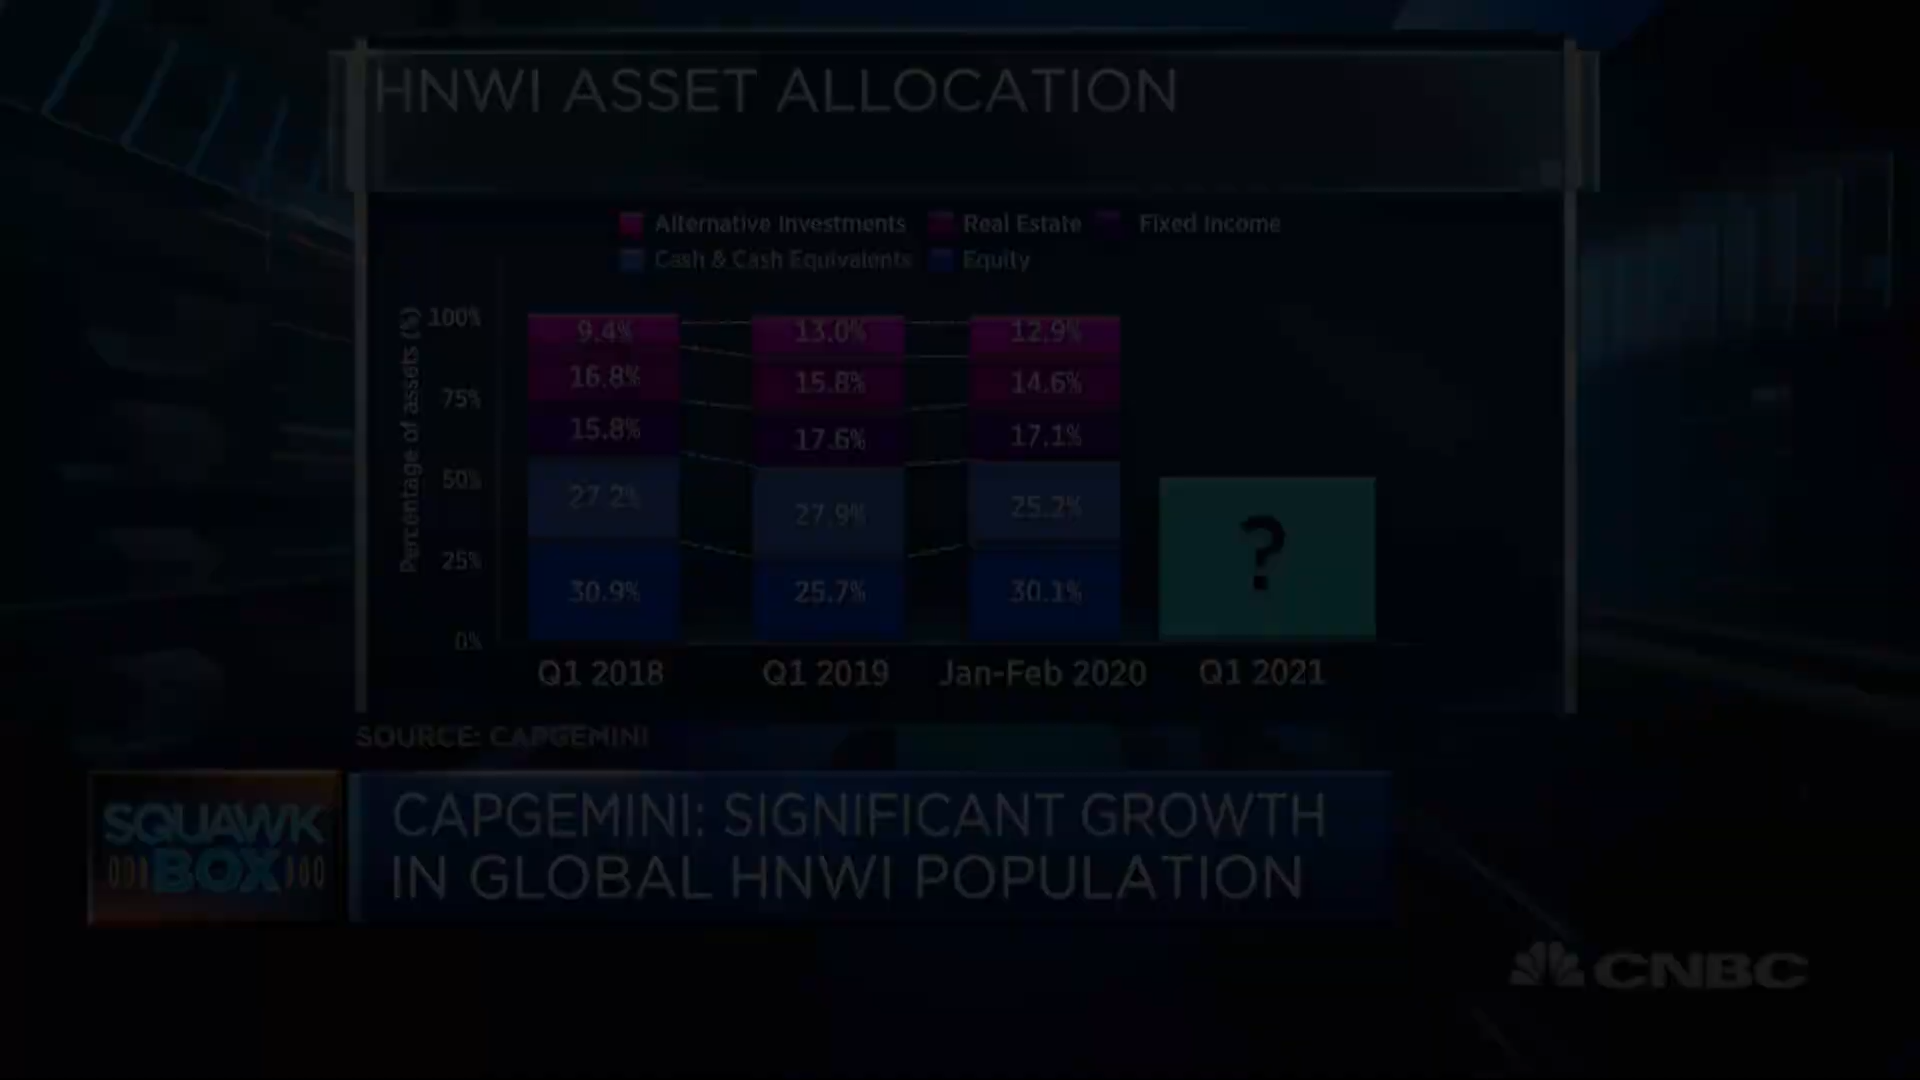 HNWI ASSET ALLOCATION
Alternative Investments Real Estate Fixed Income
Cash & Cash Equivalents Equity
Percentage of assets (%)
100%
75%
50%
25%
0%
9.4% 13.0% 12.9%
16.8% 15.8% 14.6%
15.8% 17.6% 17.1%
27.2% 27.9% 25.2%
30.9% 25.7% 30.1%
?
Q1 2018 Q1 2019 Jan-Feb 2020 Q1 2021
SOURCE: CAPGEMINI
SQUAWK
BOX
CAPGEMINI: SIGNIFICANT GROWTH
IN GLOBAL HNWI POPULATION
CNBC